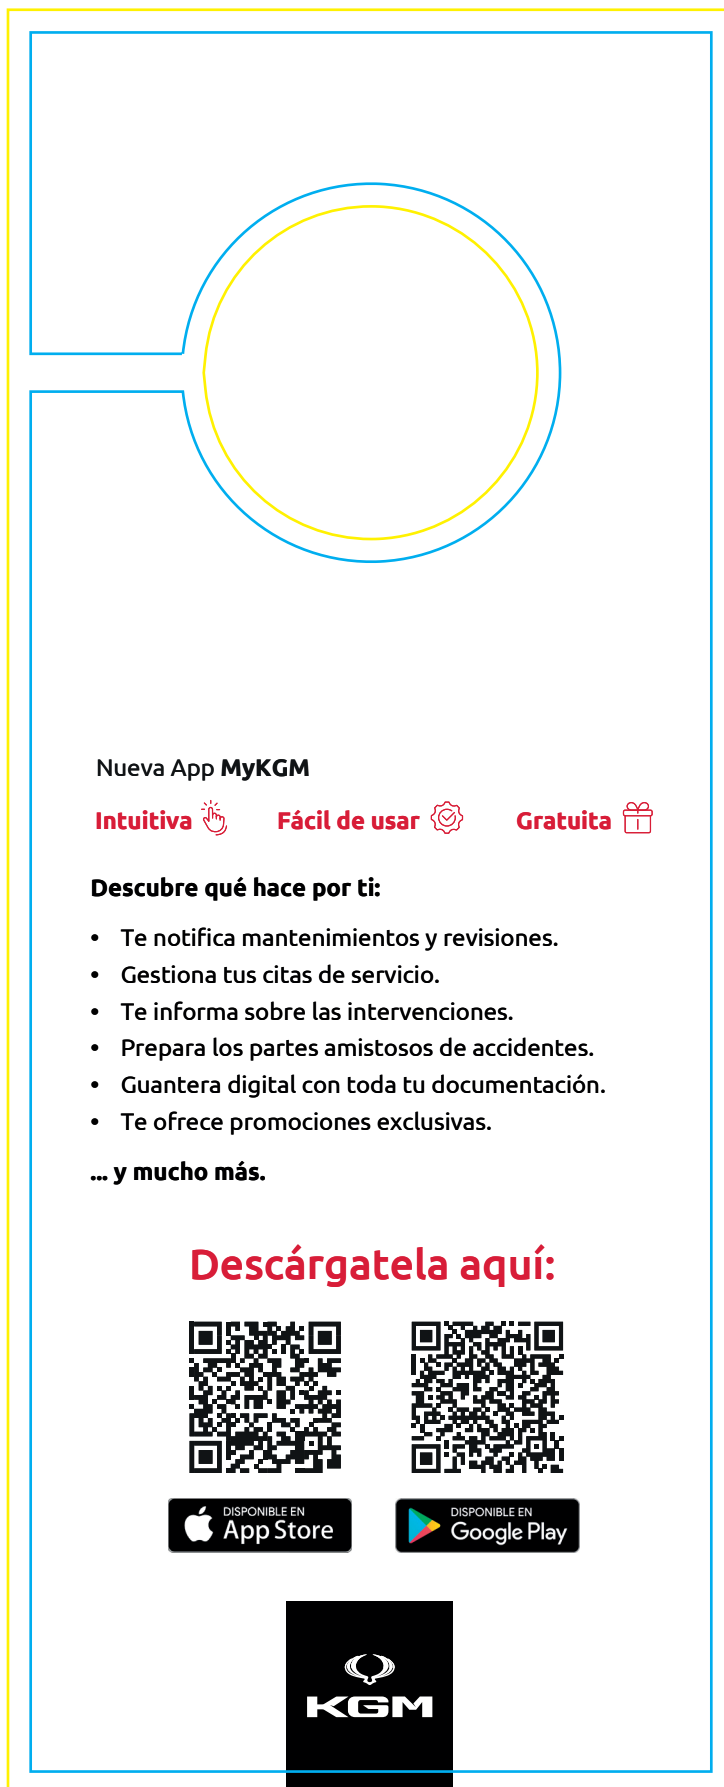 Nueva App MyKGM
Intuitiva Fácil de usar Gratuita
Descubre qué hace por ti:
• Te notifica mantenimientos y revisiones.
• Gestiona tus citas de servicio.
• Te informa sobre las intervenciones.
• Prepara los partes amistosos de accidentes.
• Guantera digital con toda tu documentación.
• Te ofrece promociones exclusivas.
... y mucho más.
Descárgatela aquí:
DISPONIBLE EN
App Store
DISPONIBLE EN
Google Play
KGM